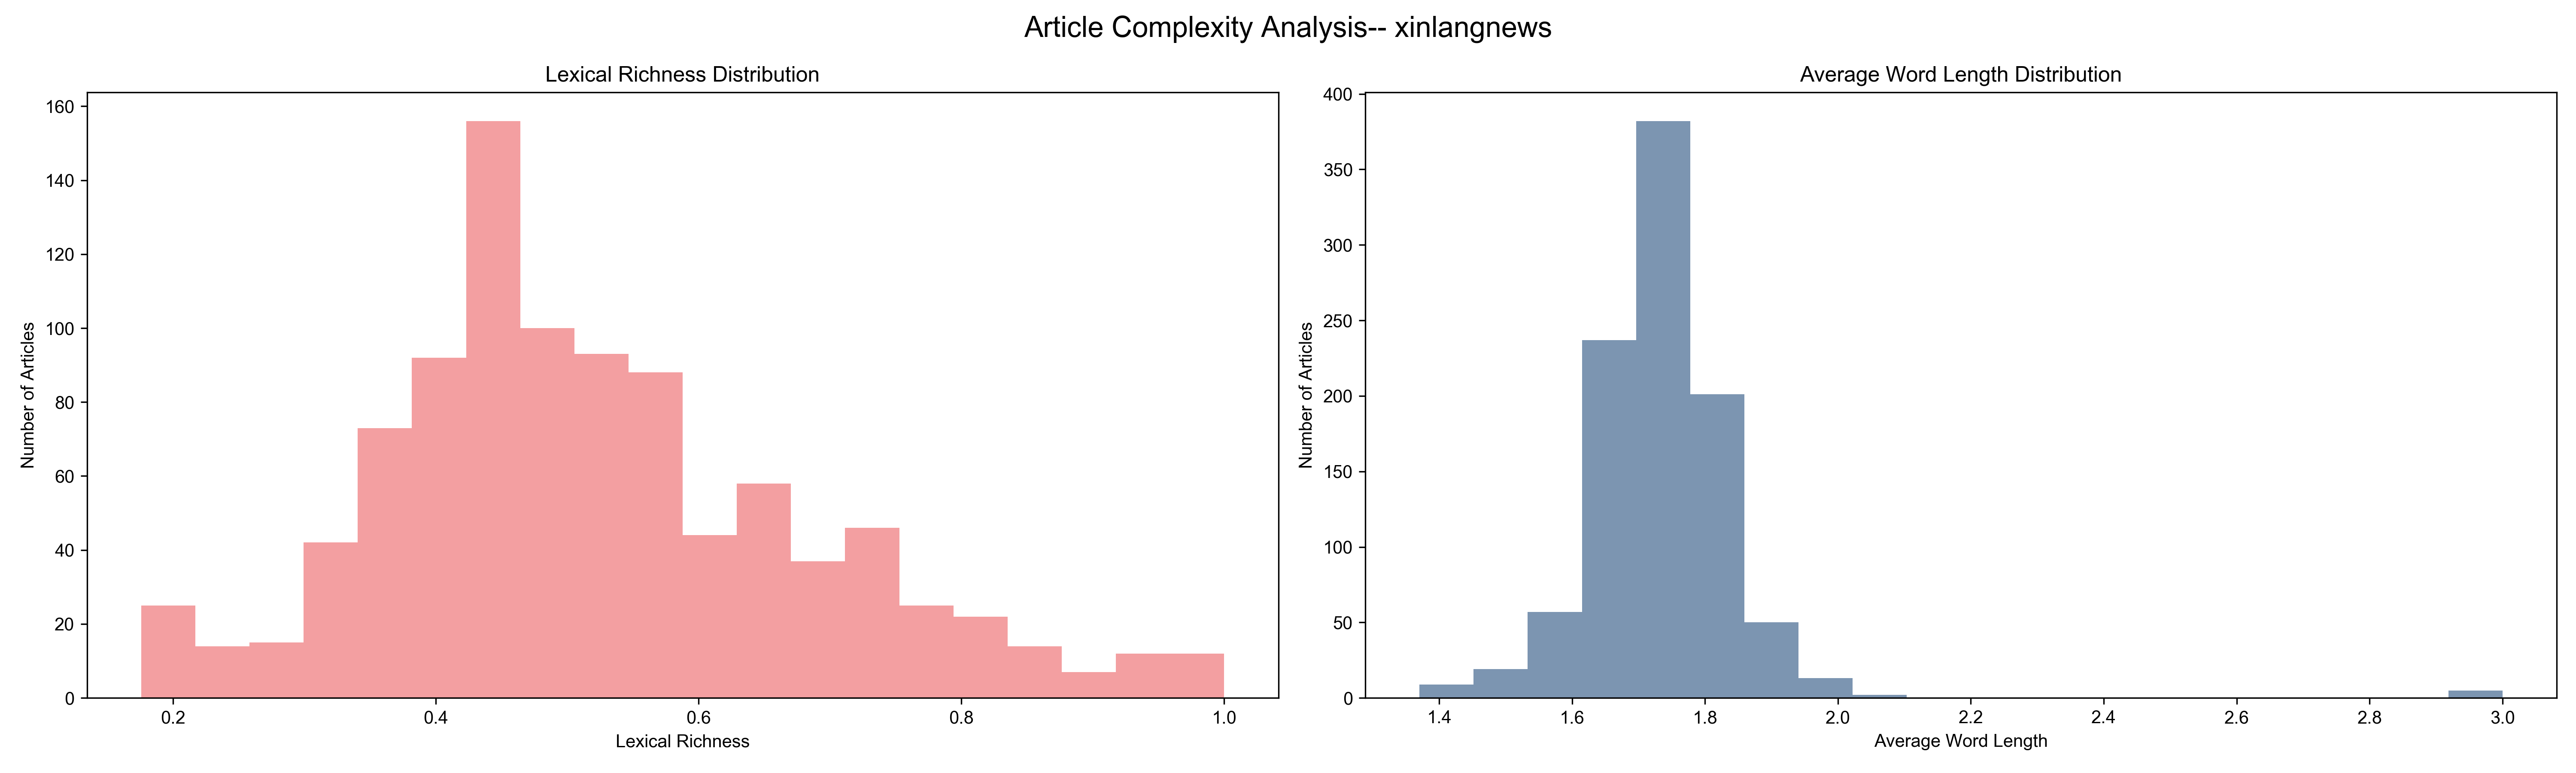 Article Complexity Analysis-- xinlangnews
Lexical Richness Distribution
160
140
120
100
80
60
40
20
0
Number of Articles
0.2 0.4 0.6 0.8 1.0
Lexical Richness
Average Word Length Distribution
400
350
300
250
200
150
100
50
0
Number of Articles
1.4 1.6 1.8 2.0 2.2 2.4 2.6 2.8 3.0
Average Word Length